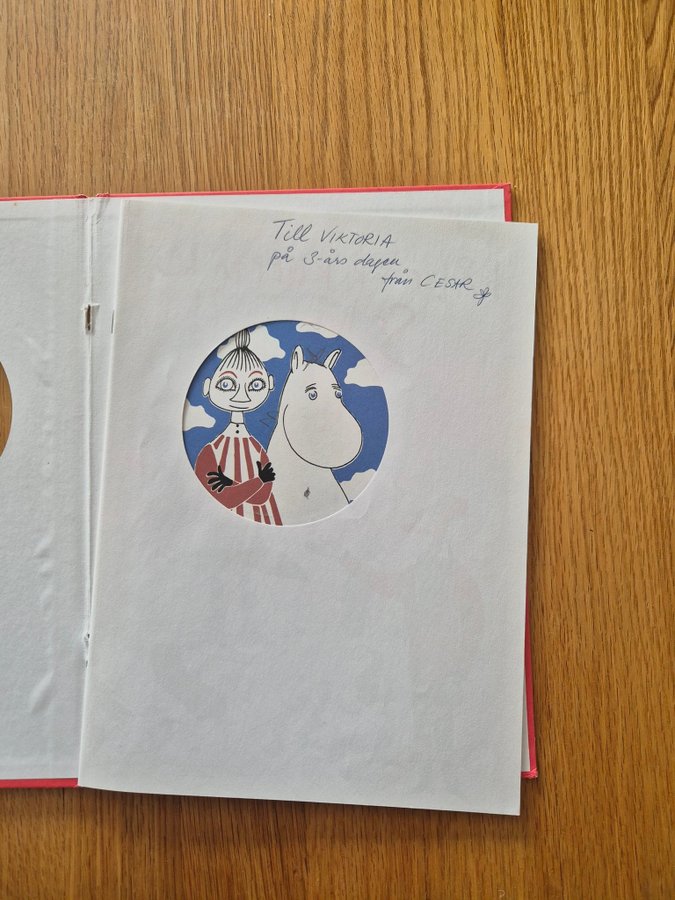 Till VIKTORIA
på 3-års dagen
från CESAR